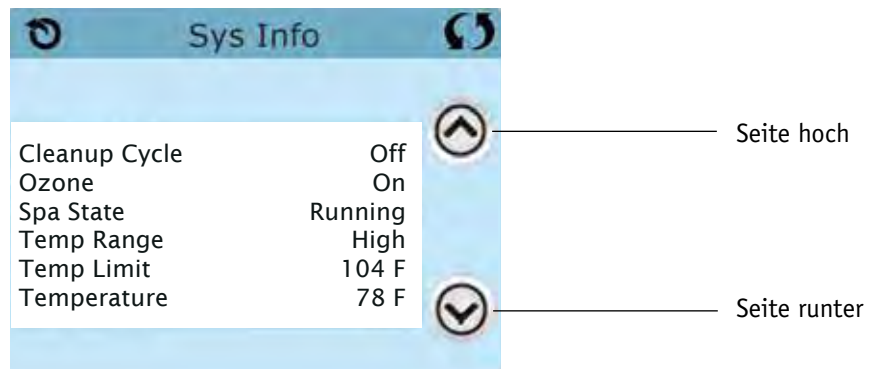 Sys Info
Seite hoch
Cleanup Cycle Off
Ozone On
Spa State Running
Temp Range High
Temp Limit 104 F
Temperature 78 F
Seite runter